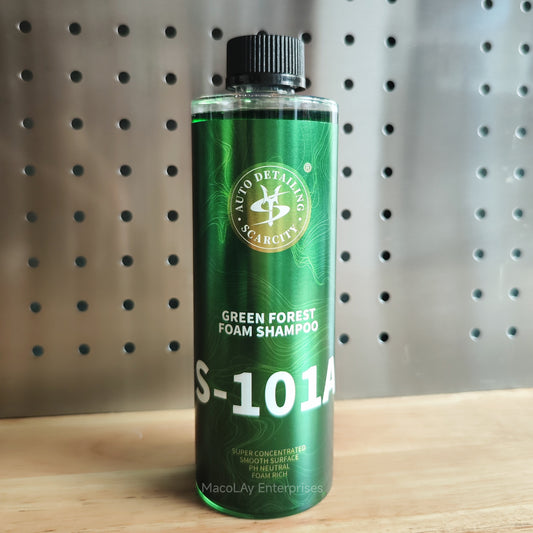 AUTO DETAILING
SCARCITY
®
GREEN FOREST
FOAM SHAMPOO
S-101A
SUPER CONCENTRATED
SMOOTH SURFACE
PH NEUTRAL
FOAM RICH
MacoLAy Enterprises